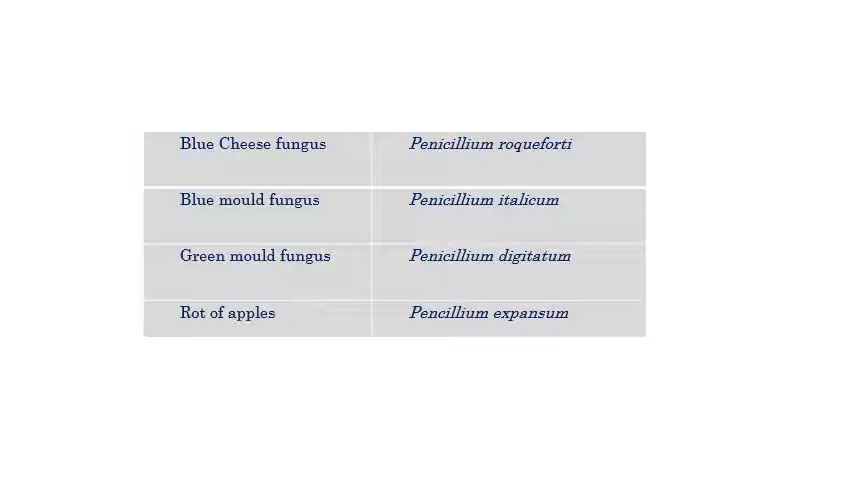 Blue Cheese fungus Penicillium roqueforti
Blue mould fungus Penicillium italicum
Green mould fungus Penicillium digitatum
Rot of apples Pencillium expansum